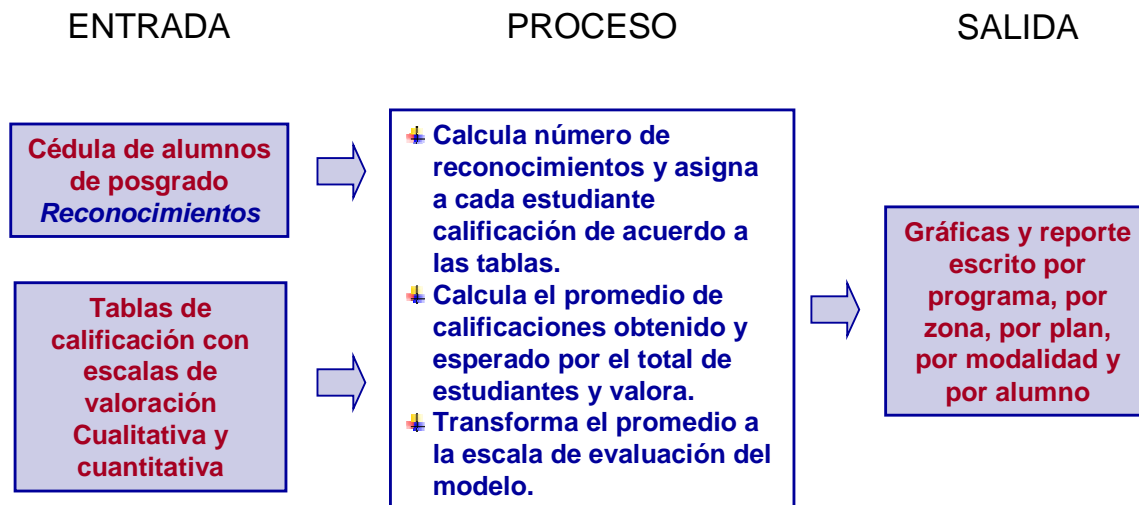 ENTRADA
PROCESO
SALIDA
Cédula de alumnos
de posgrado
Reconocimientos
Tablas de
calificación con
escalas de
valoración
Cualitativa y
cuantitativa
Calcula número de
reconocimientos y asigna
a cada estudiante
calificación de acuerdo a
las tablas.
Calcula el promedio de
calificaciones obtenido y
esperado por el total de
estudiantes y valora.
Transforma el promedio a
la escala de evaluación del
modelo.
Gráficas y reporte
escrito por
programa, por
zona, por plan,
por modalidad y
por alumno